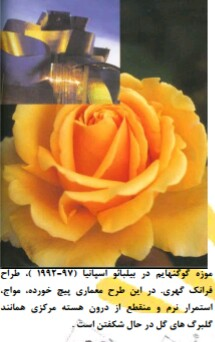 موزه گوگنهایم در بیلبائو اسپانیا (۹۷-۱۹۹۲ )، طراح
فرانک گهری. در این طرح معماری پیچ خورده، مواج،
استمرار نرم و منقطع از درون هسته مرکزی همانند
گلبرگ های گل در حال شکفتن است .